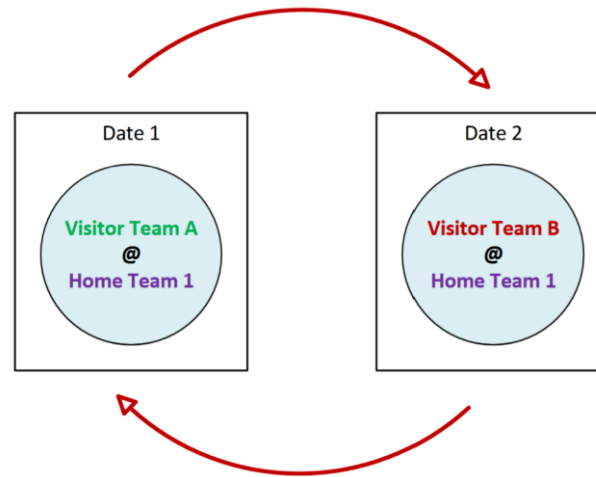 Date 1
Visitor Team A
@
Home Team 1
Date 2
Visitor Team B
@
Home Team 1